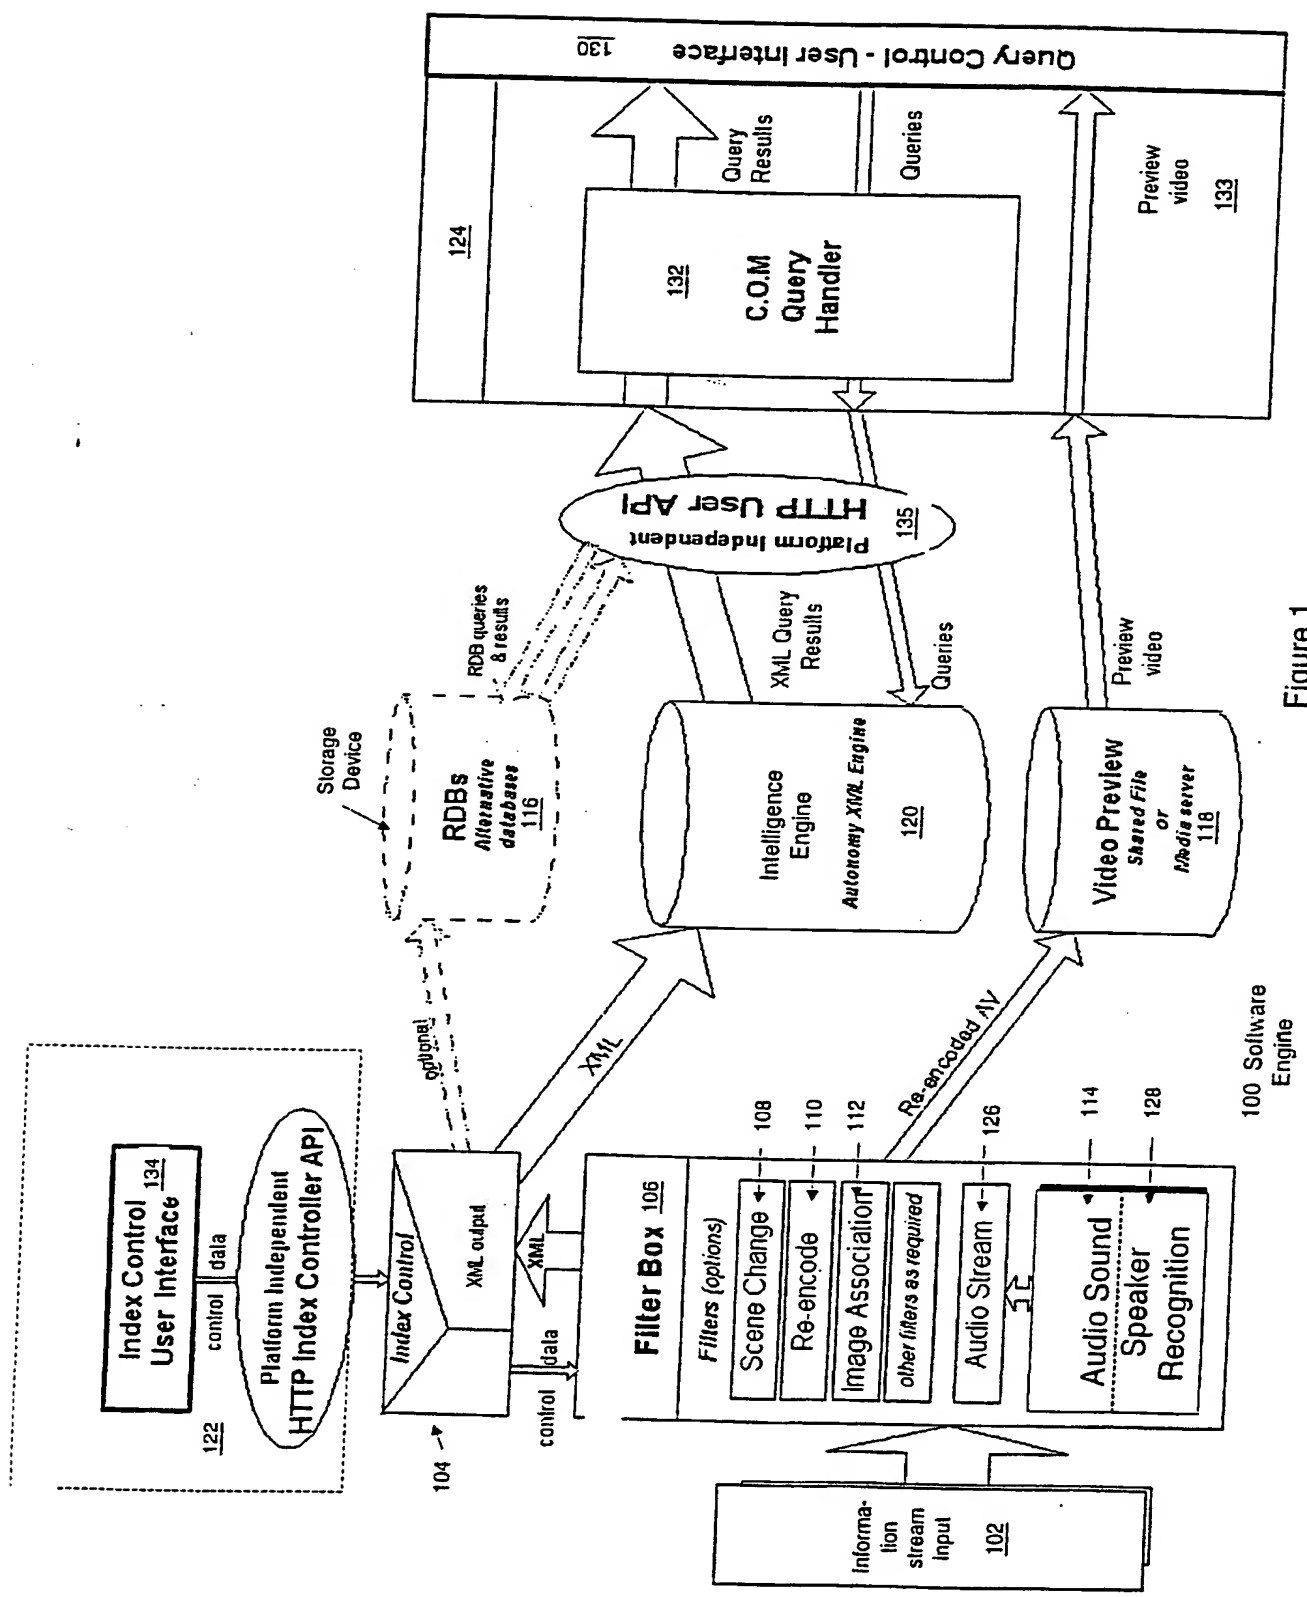 Index Control
User Interface
134
control data
122
Platform Independent
HTTP Index Controller API
Index Control
XML output
104
control data
XML
optional
XML
Storage
Device
RDBs
Alternative
databases
116
RDB queries
& results
Intelligence
Engine
Autonomy XML Engine
120
XML Query
Results
Queries
Platform Independent
HTTP User API
135
124
132
C.O.M
Query
Handler
Query
Results
Queries
Preview
video
133
Query Control - User Interface
130
Informa-
tion
stream
Input
102
Filter Box 106
Filters (options)
Scene Change
108
Re-encode
110
Image Association
112
other filters as required
Audio Stream
126
Audio Sound
114
Speaker
Recognition
128
Re-encoded AV
Video Preview
Shared File
or
Media server
118
Preview
video
100 Software
Engine
Figure 1